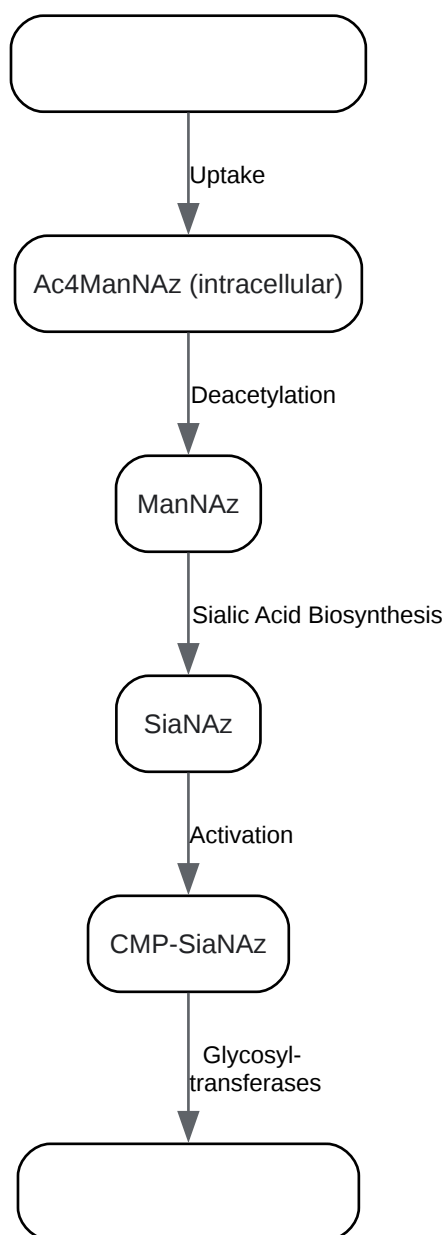 Uptake
Ac4ManNAz (intracellular)
Deacetylation
ManNAz
Sialic Acid Biosynthesis
SiaNAz
Activation
CMP-SiaNAz
Glycosyl-
transferases